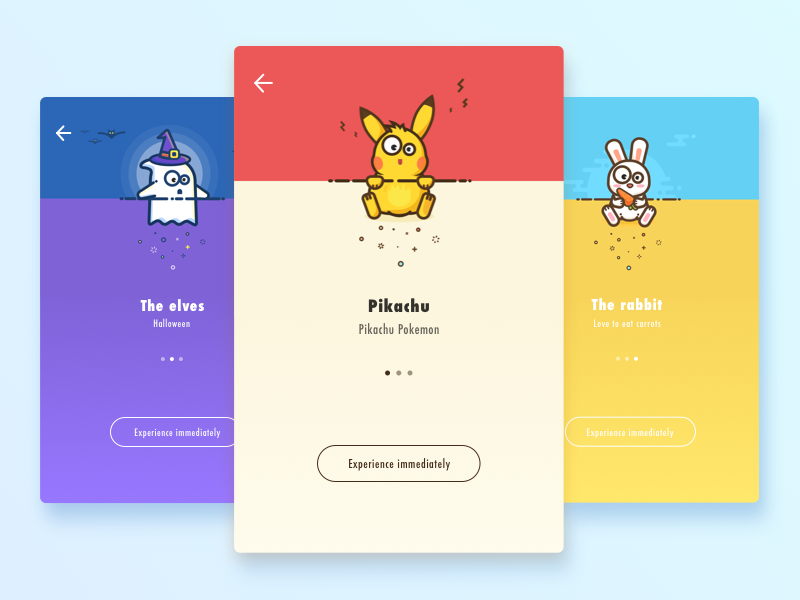 The elves
Halloween
Experience immediately
Pikachu
Pikachu Pokemon
Experience immediately
The rabbit
Love to eat carrots
Experience immediately